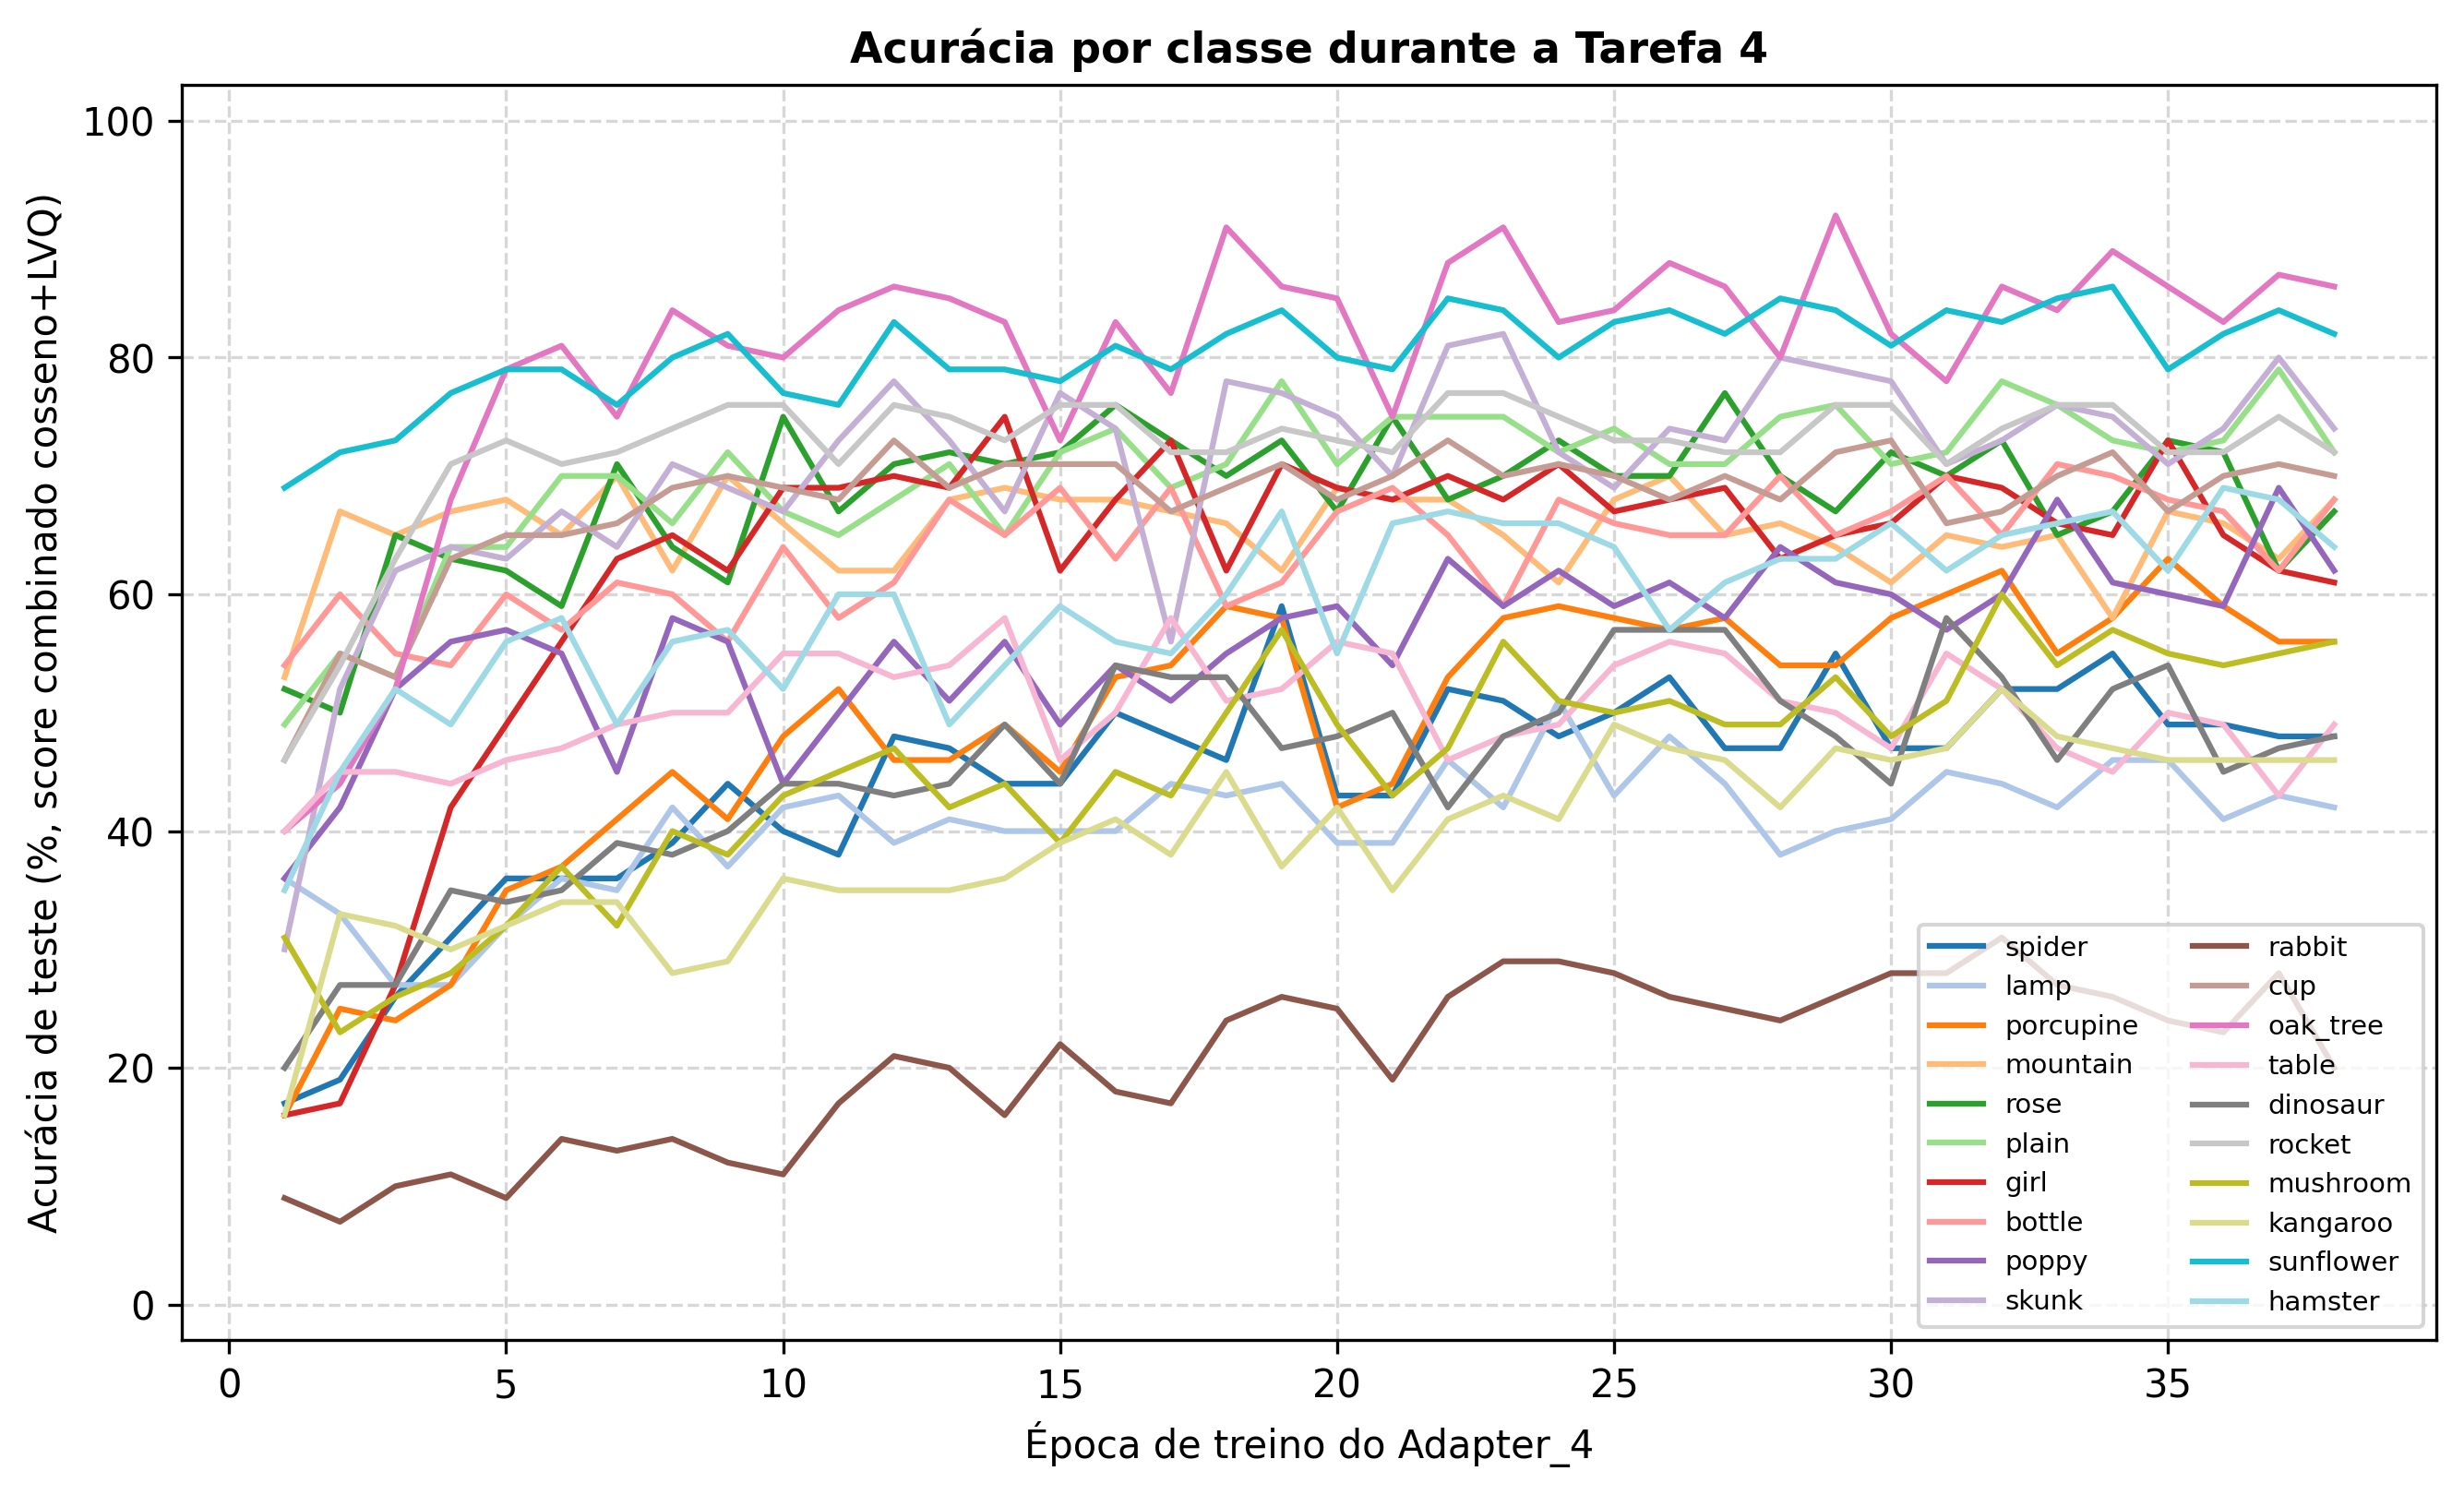 Acurácia por classe durante a Tarefa 4
Acurácia de teste (%, score combinado cosseno+LVQ)
100
80
60
40
20
0
0 5 10 15 20 25 30 35
Época de treino do Adapter_4
spider
lamp
porcupine
mountain
rose
plain
girl
bottle
poppy
skunk
rabbit
cup
oak_tree
table
dinosaur
rocket
mushroom
kangaroo
sunflower
hamster